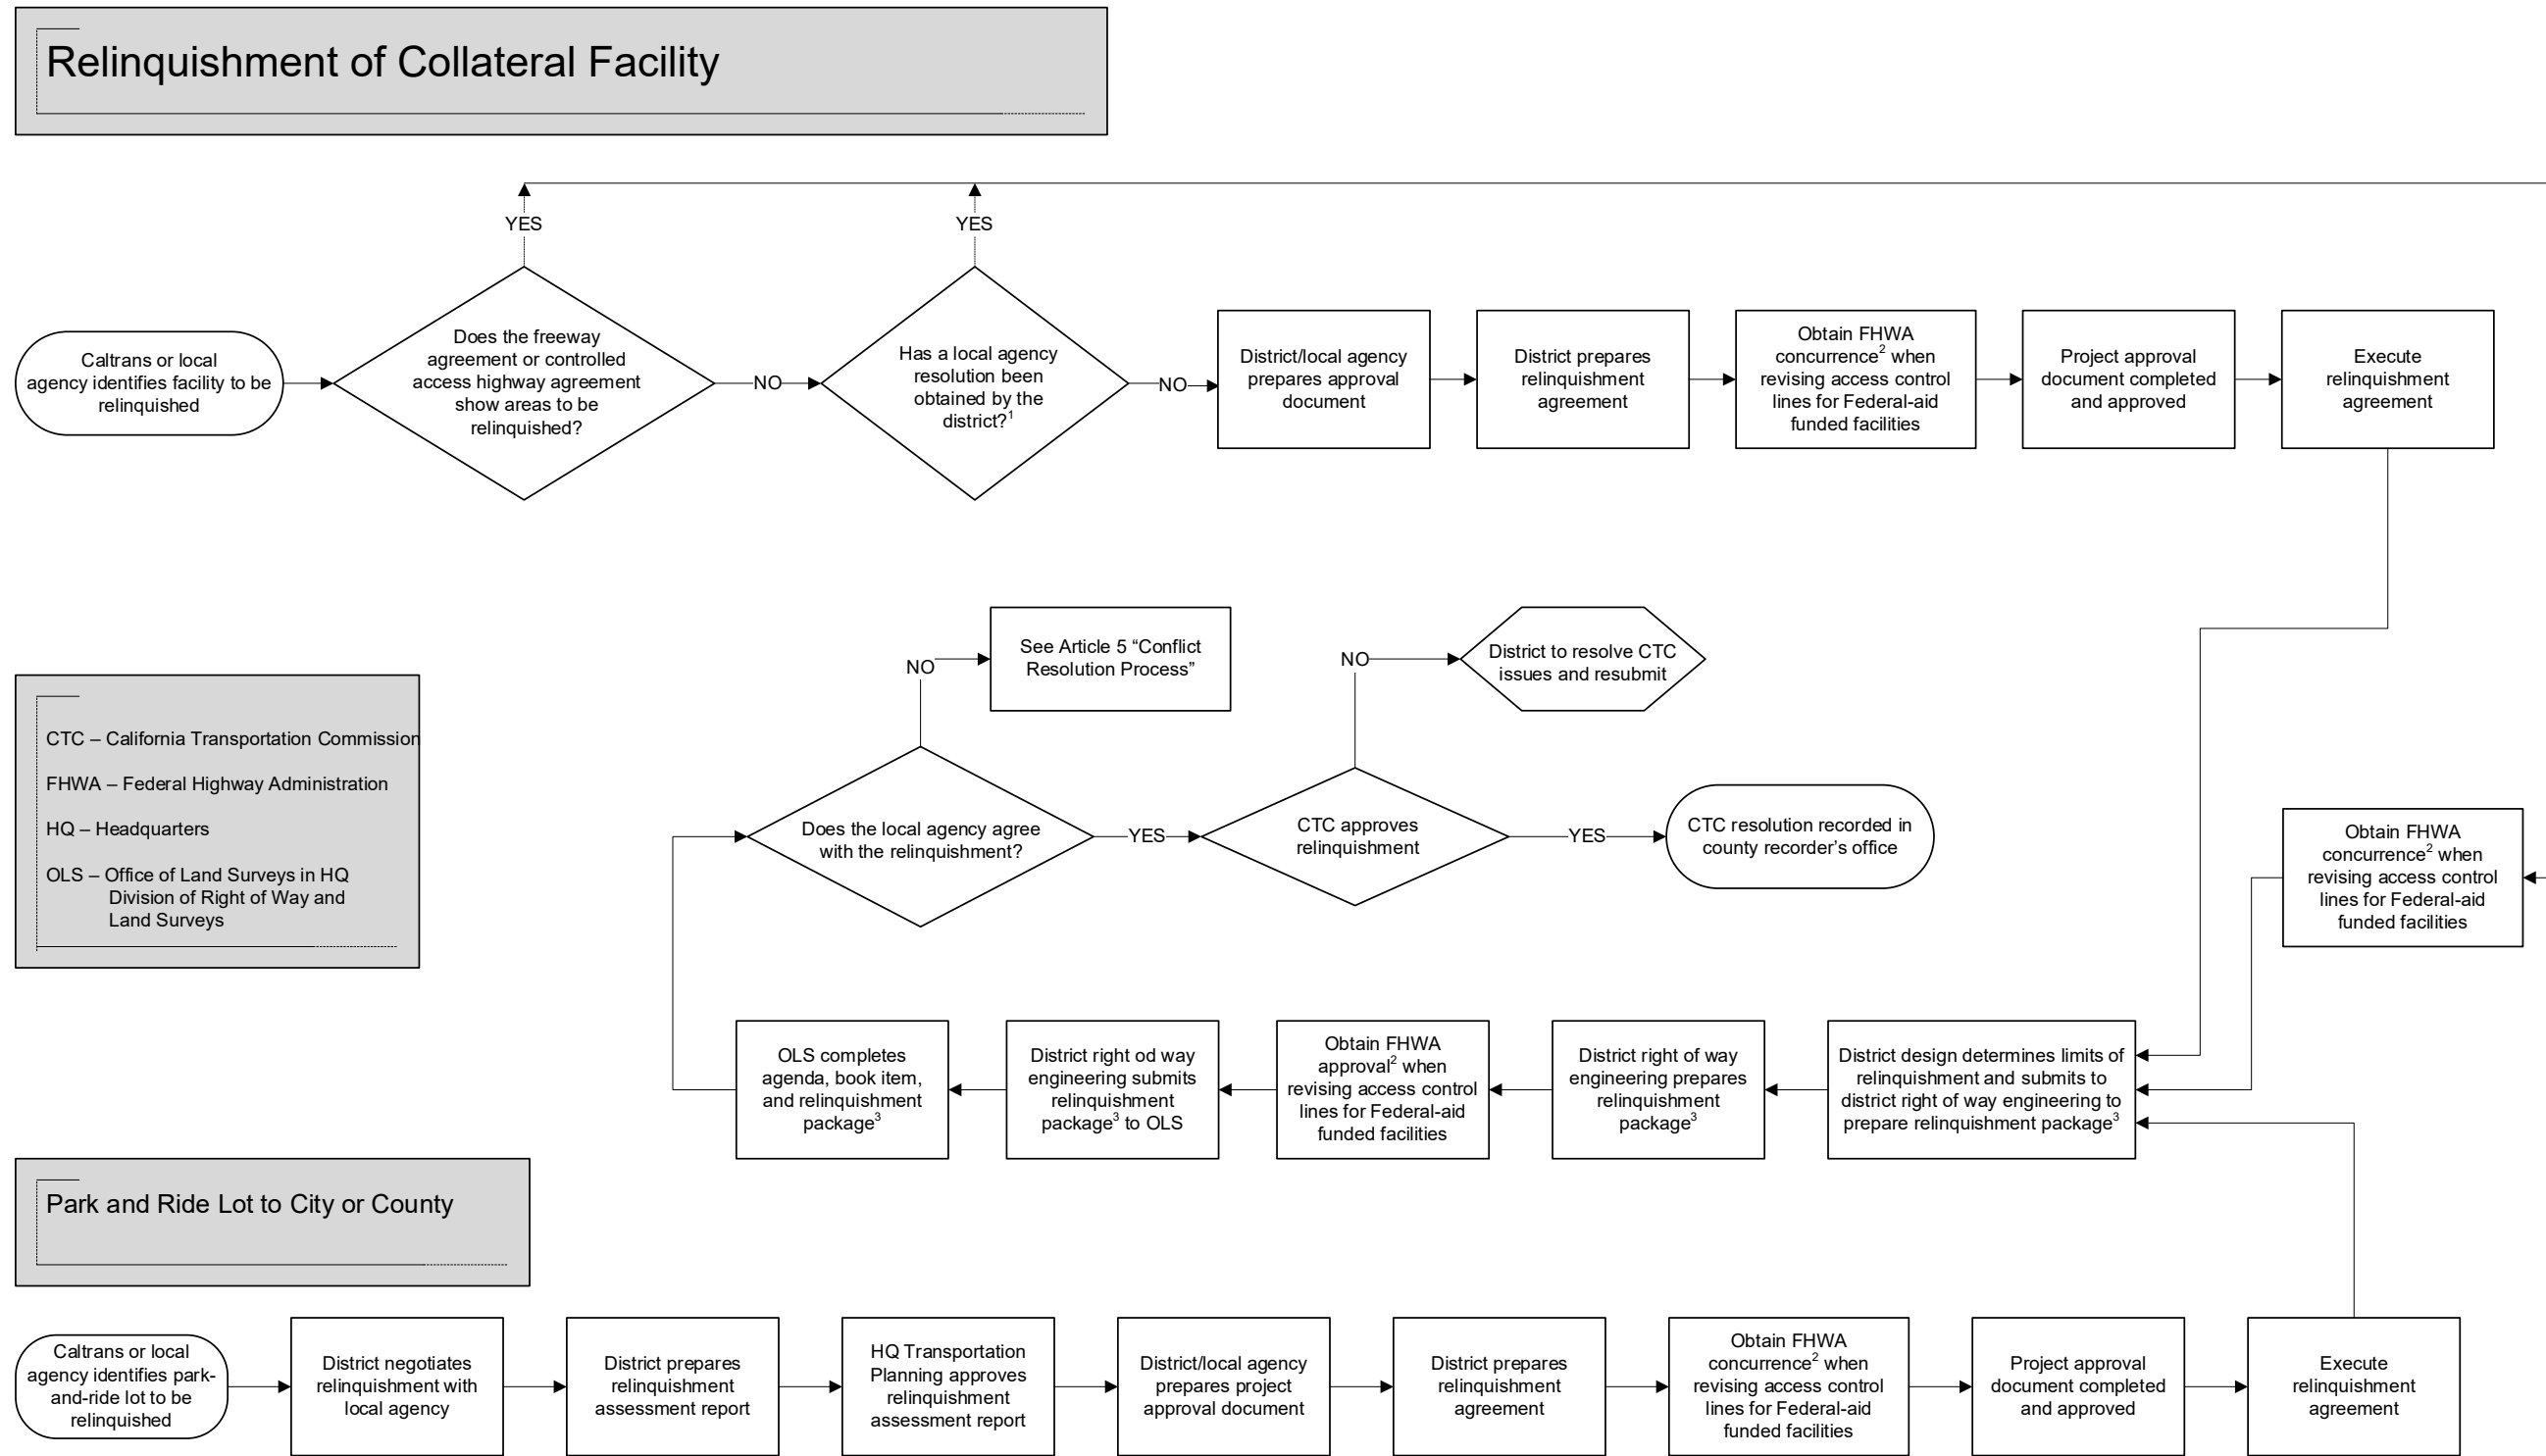 Relinquishment of Collateral Facility
YES
YES
Caltrans or local
agency identifies facility to be
relinquished
Does the freeway
agreement or controlled
access highway agreement
show areas to be
relinquished?
NO
Has a local agency
resolution been
obtained by the
district?1
NO
District/local agency
prepares approval
document
District prepares
relinquishment
agreement
Obtain FHWA
concurrence2 when
revising access control
lines for Federal-aid
funded facilities
Project approval
document completed
and approved
Execute
relinquishment
agreement
NO
See Article 5 “Conflict
Resolution Process”
NO
District to resolve CTC
issues and resubmit
CTC – California Transportation Commission
FHWA – Federal Highway Administration
HQ – Headquarters
OLS – Office of Land Surveys in HQ
Division of Right of Way and
Land Surveys
Does the local agency agree
with the relinquishment?
YES
CTC approves
relinquishment
YES
CTC resolution recorded in
county recorder’s office
Obtain FHWA
concurrence2 when
revising access control
lines for Federal-aid
funded facilities
OLS completes
agenda, book item,
and relinquishment
package3
District right od way
engineering submits
relinquishment
package3 to OLS
Obtain FHWA
approval2 when
revising access control
lines for Federal-aid
funded facilities
District right of way
engineering prepares
relinquishment
package3
District design determines limits of
relinquishment and submits to
district right of way engineering to
prepare relinquishment package3
Park and Ride Lot to City or County
Caltrans or local
agency identifies park-
and-ride lot to be
relinquished
District negotiates
relinquishment with
local agency
District prepares
relinquishment
assessment report
HQ Transportation
Planning approves
relinquishment
assessment report
District/local agency
prepares project
approval document
District prepares
relinquishment
agreement
Obtain FHWA
concurrence2 when
revising access control
lines for Federal-aid
funded facilities
Project approval
document completed
and approved
Execute
relinquishment
agreement